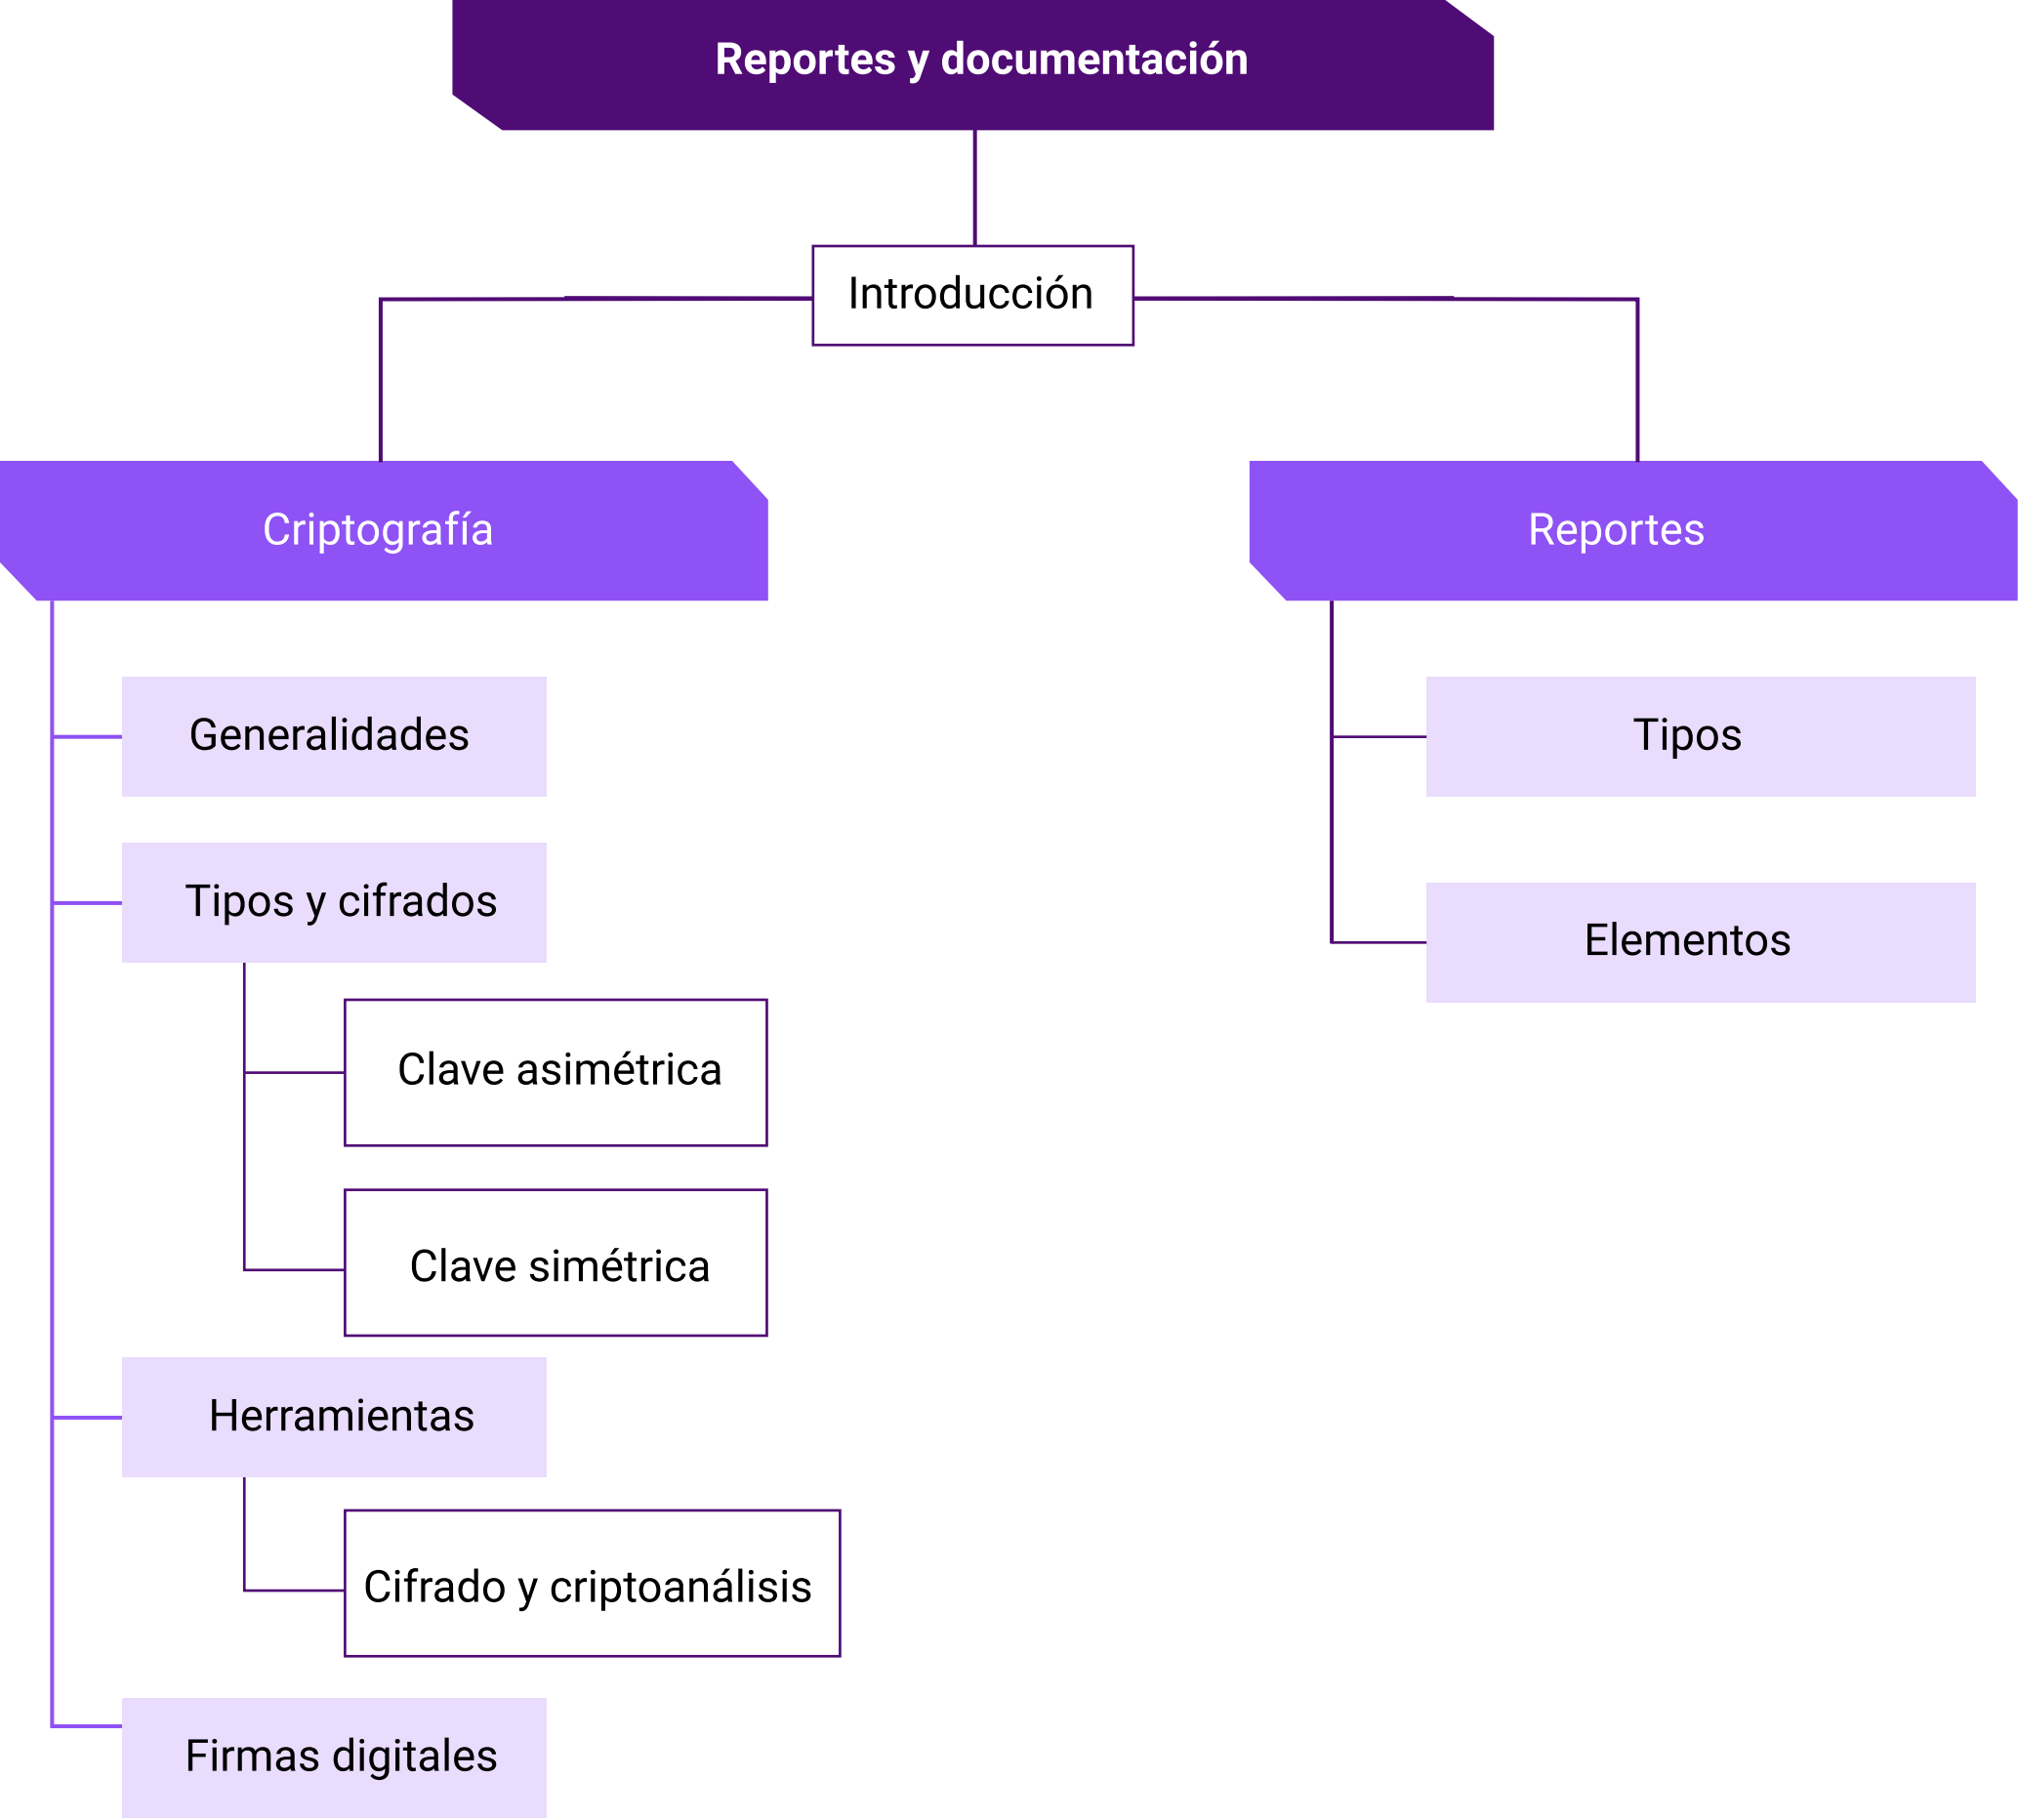 Reportes y documentación
Introducción
Criptografía
Generalidades
Tipos y cifrados
Clave asimétrica
Clave simétrica
Herramientas
Cifrado y criptoanálisis
Firmas digitales
Reportes
Tipos
Elementos